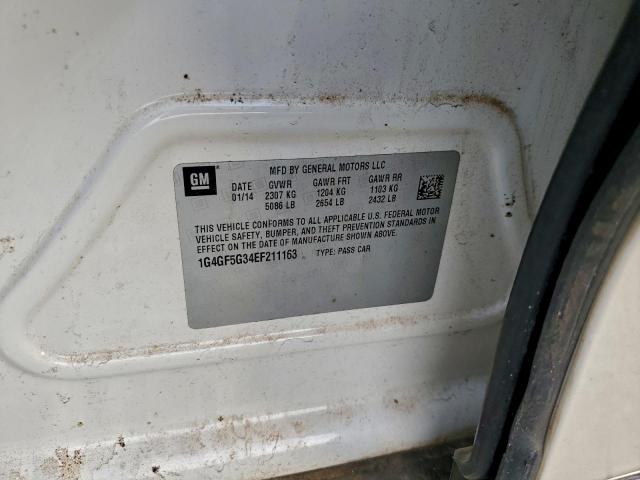 GM
MFD BY GENERAL MOTORS LLC
DATE GVWR GAWR FRT GAWR RR
01/14 2307 KG 1204 KG 1103 KG
5086 LB 2654 LB 2432 LB
THIS VEHICLE CONFORMS TO ALL APPLICABLE U.S. FEDERAL MOTOR
VEHICLE SAFETY, BUMPER, AND THEFT PREVENTION STANDARDS IN
EFFECT ON THE DATE OF MANUFACTURE SHOWN ABOVE.
1G4GF5G34EF211163 TYPE: PASS CAR